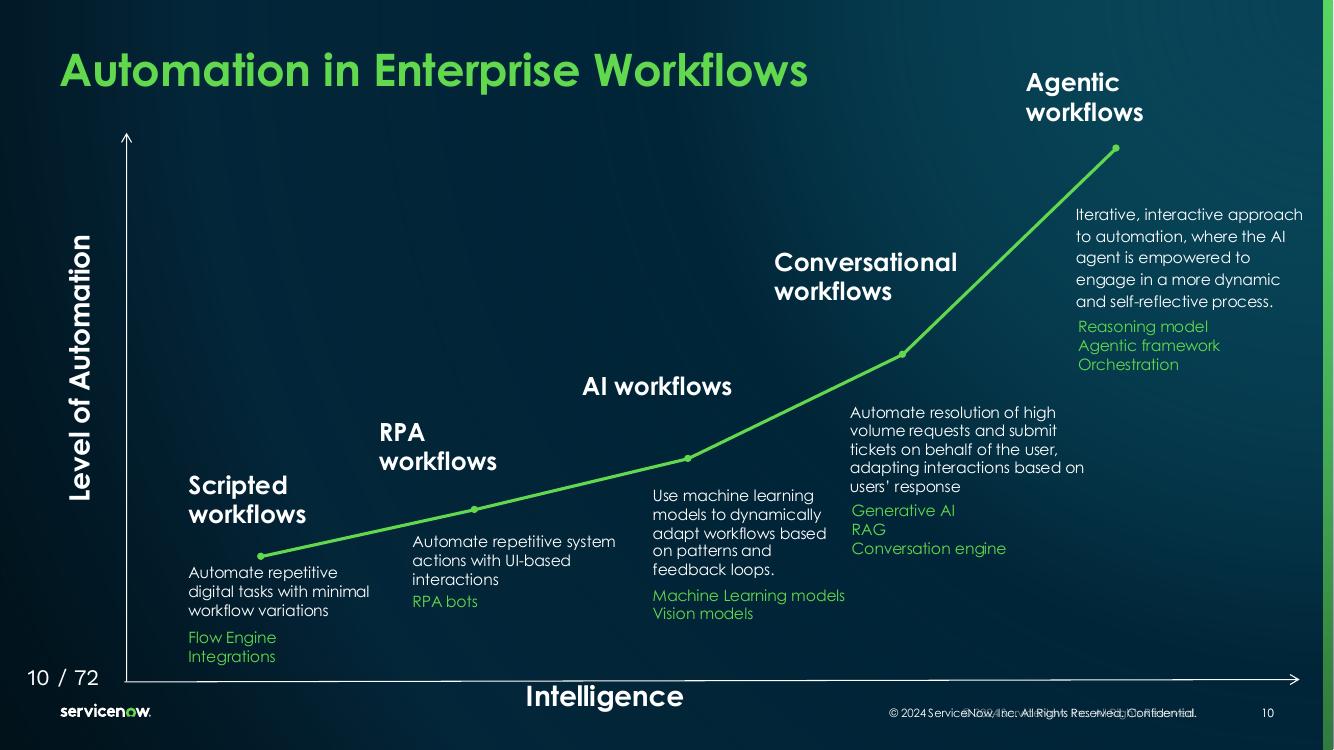 Automation in Enterprise Workflows
Level of Automation
Scripted
workflows
Automate repetitive
digital tasks with minimal
workflow variations
Flow Engine
Integrations
RPA
workflows
Automate repetitive system
actions with UI-based
interactions
RPA bots
AI workflows
Use machine learning
models to dynamically
adapt workflows based
on patterns and
feedback loops.
Machine Learning models
Vision models
Conversational
workflows
Automate resolution of high
volume requests and submit
tickets on behalf of the user,
adapting interactions based on
users’ response
Generative AI
RAG
Conversation engine
Agentic
workflows
Iterative, interactive approach
to automation, where the AI
agent is empowered to
engage in a more dynamic
and self-reflective process.
Reasoning model
Agentic framework
Orchestration
Intelligence
10 / 72
servicenow.
© 2024 ServiceNow, Inc. All Rights Reserved. Confidential.
10